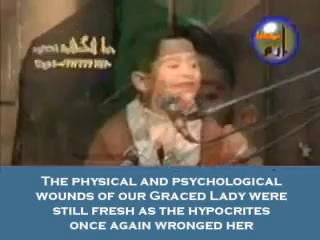 The physical and psychological
wounds of our Graced Lady were
still fresh as the hypocrites
once again wronged her